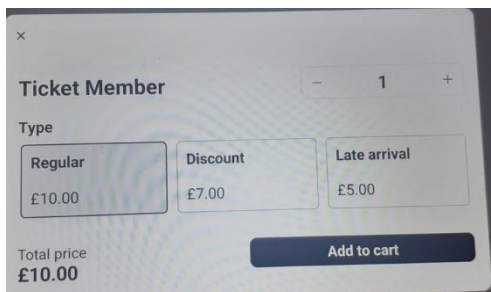 ×
Ticket Member
− 1 +
Type
Regular
£10.00
Discount
£7.00
Late arrival
£5.00
Total price
£10.00
Add to cart